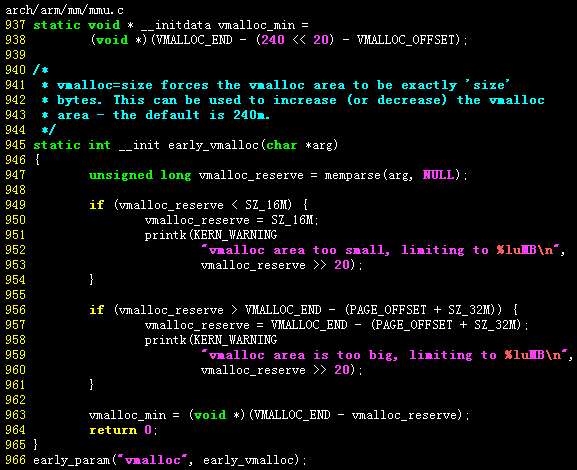 arch/arm/mm/mmu.c
937 static void * __initdata vmalloc_min =
938         (void *)(VMALLOC_END - (240 << 20) - VMALLOC_OFFSET);
939
940 /*
941  * vmalloc=size forces the vmalloc area to be exactly 'size'
942  * bytes. This can be used to increase (or decrease) the vmalloc
943  * area - the default is 240m.
944  */
945 static int __init early_vmalloc(char *arg)
946 {
947         unsigned long vmalloc_reserve = memparse(arg, NULL);
948
949         if (vmalloc_reserve < SZ_16M) {
950                 vmalloc_reserve = SZ_16M;
951                 printk(KERN_WARNING
952                         "vmalloc area too small, limiting to %luMB\n",
953                         vmalloc_reserve >> 20);
954         }
955
956         if (vmalloc_reserve > VMALLOC_END - (PAGE_OFFSET + SZ_32M)) {
957                 vmalloc_reserve = VMALLOC_END - (PAGE_OFFSET + SZ_32M);
958                 printk(KERN_WARNING
959                         "vmalloc area is too big, limiting to %luMB\n",
960                         vmalloc_reserve >> 20);
961         }
962
963         vmalloc_min = (void *)(VMALLOC_END - vmalloc_reserve);
964         return 0;
965 }
966 early_param("vmalloc", early_vmalloc);